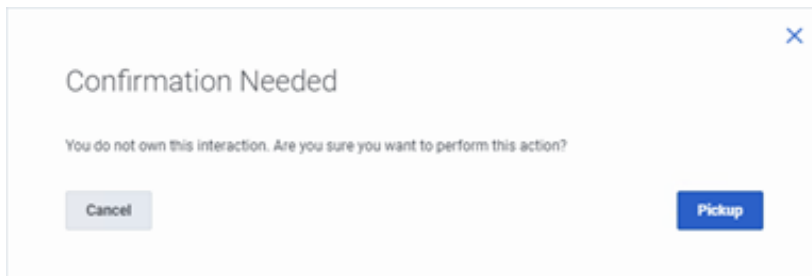 Confirmation Needed
You do not own this interaction. Are you sure you want to perform this action?
Cancel
Pickup